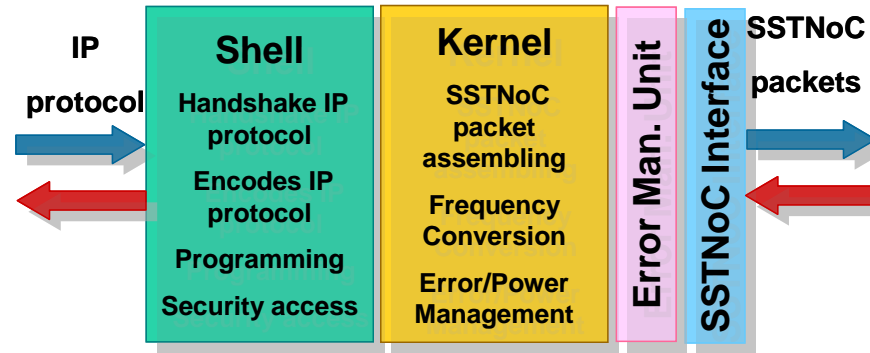 IP
protocol
Shell
Handshake IP
protocol
Encodes IP
protocol
Programming
Security access
Kernel
SSTNoC
packet
assembling
Frequency
Conversion
Error/Power
Management
Error Man. Unit
SSTNoC Interface
SSTNoC
packets